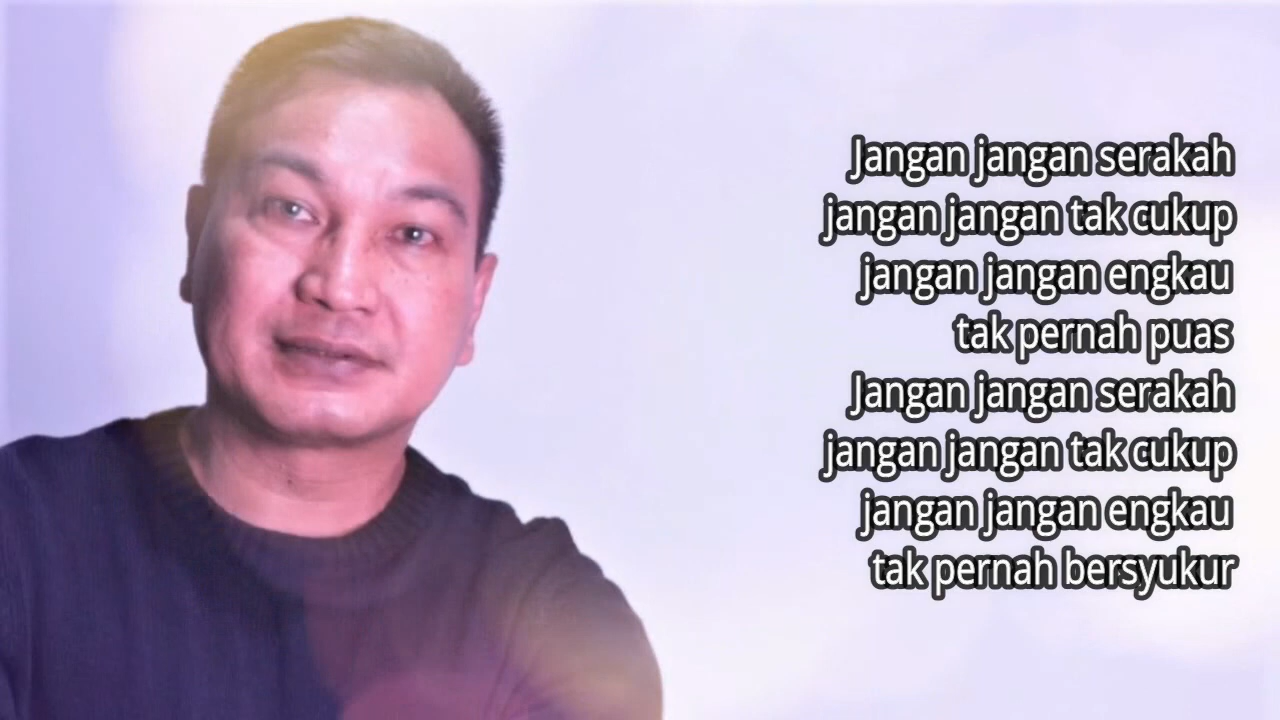 Jangan jangan serakah
jangan jangan tak cukup
jangan jangan engkau
tak pernah puas
Jangan jangan serakah
jangan jangan tak cukup
jangan jangan engkau
tak pernah bersyukur